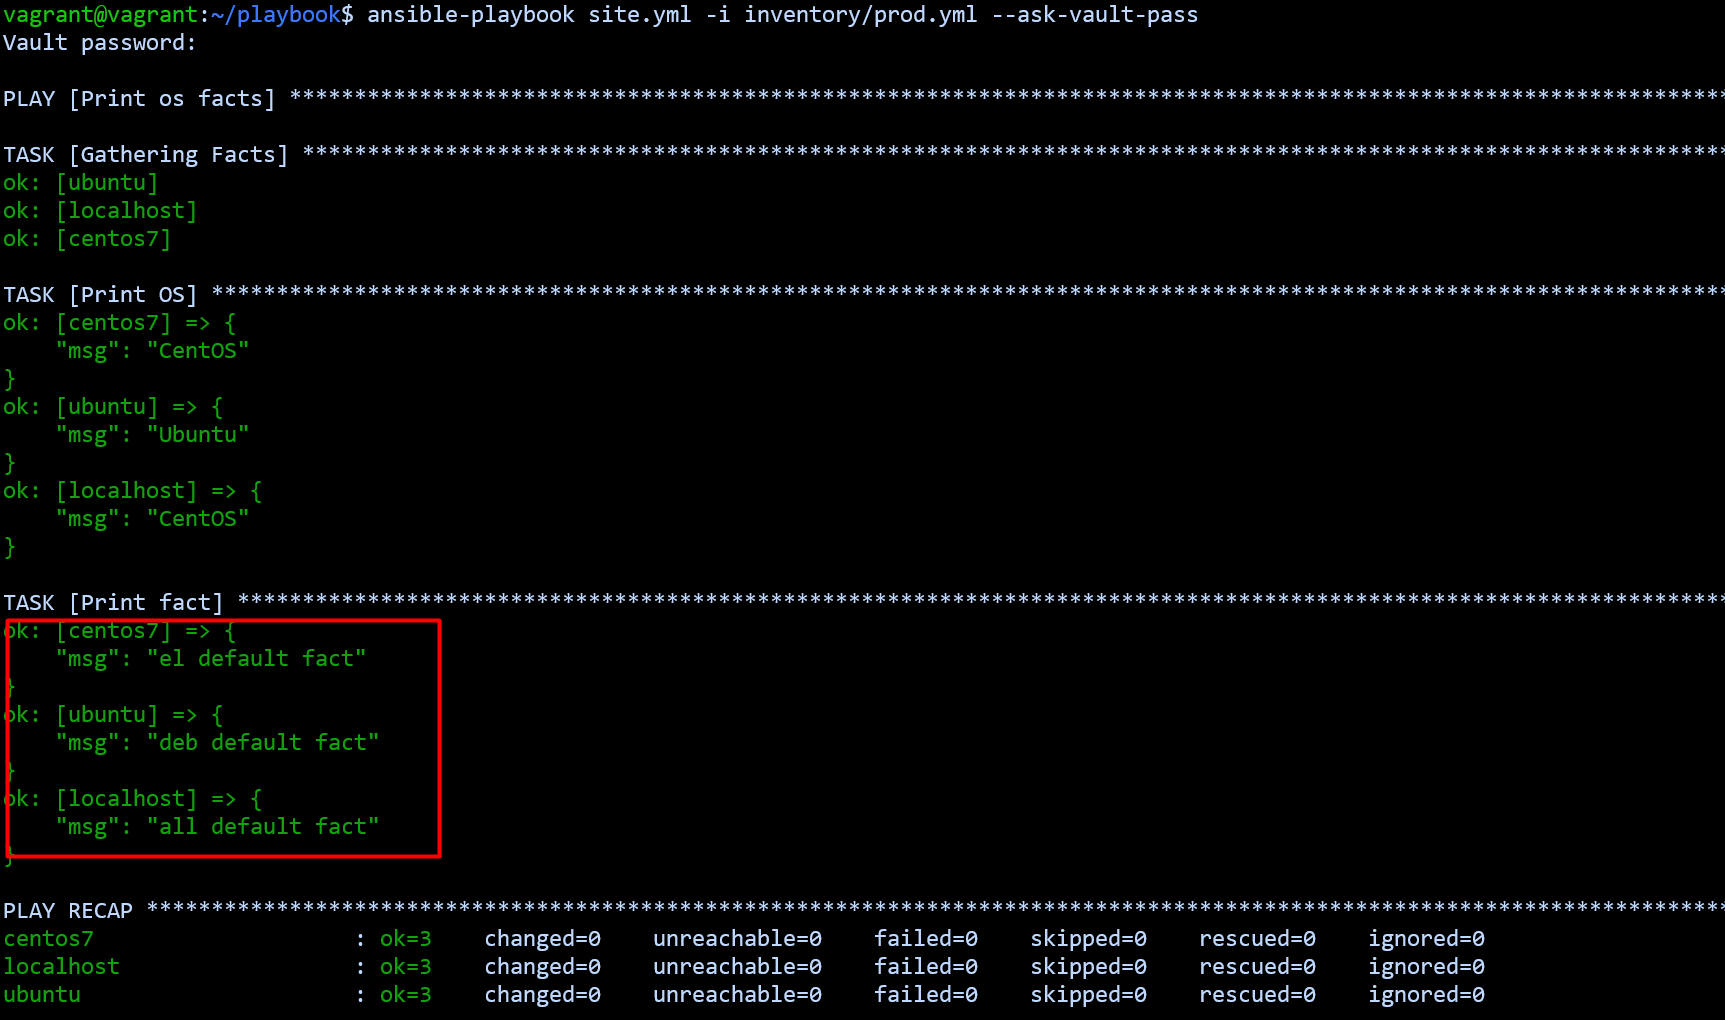 vagrant@vagrant:~/playbook$ ansible-playbook site.yml -i inventory/prod.yml --ask-vault-pass
Vault password:
PLAY [Print os facts] **************************************************************************************************************
TASK [Gathering Facts] *************************************************************************************************************
ok: [ubuntu]
ok: [localhost]
ok: [centos7]
TASK [Print OS] ********************************************************************************************************************
ok: [centos7] => {
    "msg": "CentOS"
}
ok: [ubuntu] => {
    "msg": "Ubuntu"
}
ok: [localhost] => {
    "msg": "CentOS"
}
TASK [Print fact] ******************************************************************************************************************
ok: [centos7] => {
    "msg": "el default fact"
}
ok: [ubuntu] => {
    "msg": "deb default fact"
}
ok: [localhost] => {
    "msg": "all default fact"
}
PLAY RECAP *************************************************************************************************************************
centos7                    : ok=3    changed=0    unreachable=0    failed=0    skipped=0    rescued=0    ignored=0
localhost                  : ok=3    changed=0    unreachable=0    failed=0    skipped=0    rescued=0    ignored=0
ubuntu                     : ok=3    changed=0    unreachable=0    failed=0    skipped=0    rescued=0    ignored=0